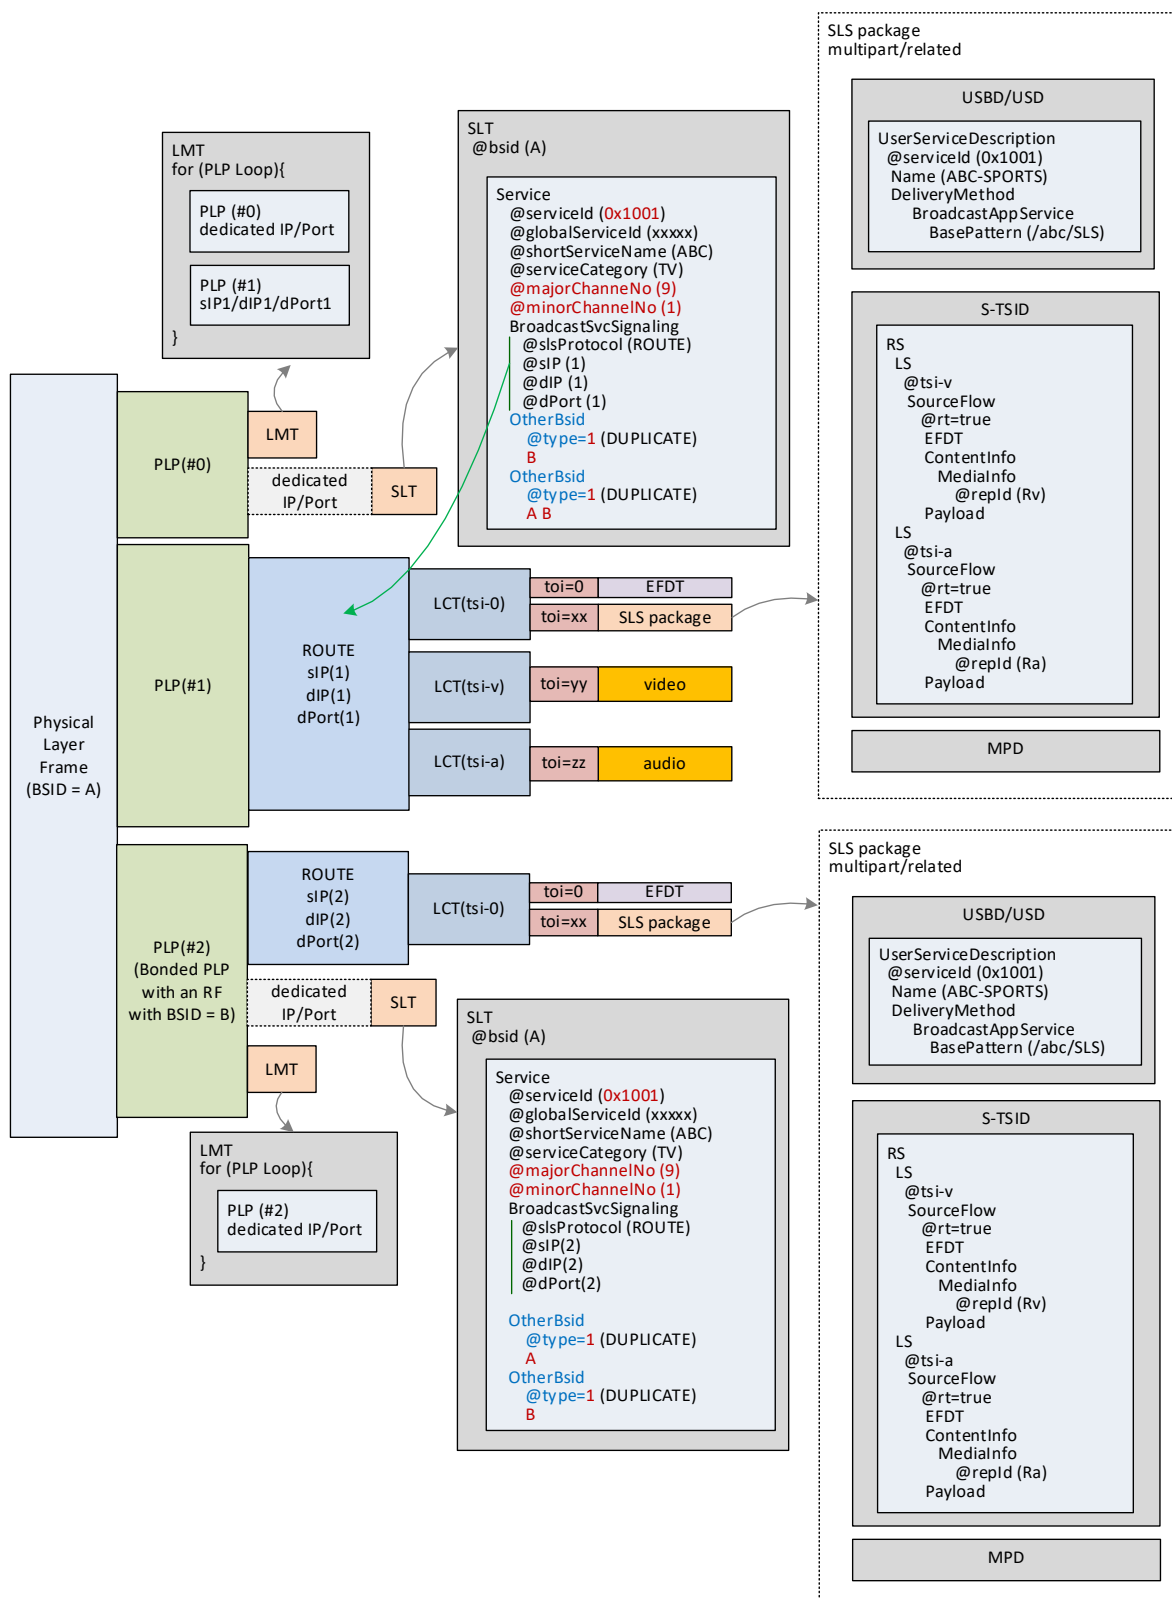 SLS package
multipart/related
USBD/USD
UserServiceDescription
@serviceId (0x1001)
Name (ABC-SPORTS)
DeliveryMethod
BroadcastAppService
BasePattern (/abc/SLS)
S-TSID
RS
LS
@tsi-v
SourceFlow
@rt=true
EFDT
ContentInfo
MediaInfo
@repId (Rv)
Payload
LS
@tsi-a
SourceFlow
@rt=true
EFDT
ContentInfo
MediaInfo
@repId (Ra)
Payload
MPD
SLT
@bsid (A)
Service
@serviceId (0x1001)
@globalServiceId (xxxxx)
@shortServiceName (ABC)
@serviceCategory (TV)
@majorChanneNo (9)
@minorChannelNo (1)
BroadcastSvcSignaling
@slsProtocol (ROUTE)
@sIP (1)
@dIP (1)
@dPort (1)
OtherBsid
@type=1 (DUPLICATE)
B
OtherBsid
@type=1 (DUPLICATE)
A B
LMT
for (PLP Loop){
PLP (#0)
dedicated IP/Port
PLP (#1)
sIP1/dIP1/dPort1
}
Physical
Layer
Frame
(BSID = A)
PLP(#0)
LMT
dedicated
IP/Port
SLT
PLP(#1)
ROUTE
sIP(1)
dIP(1)
dPort(1)
LCT(tsi-0)
toi=0
EFDT
toi=xx
SLS package
LCT(tsi-v)
toi=yy
video
LCT(tsi-a)
toi=zz
audio
PLP(#2)
(Bonded PLP
with an RF
with BSID = B)
ROUTE
sIP(2)
dIP(2)
dPort(2)
LCT(tsi-0)
toi=0
EFDT
toi=xx
SLS package
dedicated
IP/Port
SLT
LMT
LMT
for (PLP Loop){
PLP (#2)
dedicated IP/Port
}
SLT
@bsid (A)
Service
@serviceId (0x1001)
@globalServiceId (xxxxx)
@shortServiceName (ABC)
@serviceCategory (TV)
@majorChannelNo (9)
@minorChannelNo (1)
BroadcastSvcSignaling
@slsProtocol (ROUTE)
@sIP(2)
@dIP(2)
@dPort(2)
OtherBsid
@type=1 (DUPLICATE)
A
OtherBsid
@type=1 (DUPLICATE)
B
SLS package
multipart/related
USBD/USD
UserServiceDescription
@serviceId (0x1001)
Name (ABC-SPORTS)
DeliveryMethod
BroadcastAppService
BasePattern (/abc/SLS)
S-TSID
RS
LS
@tsi-v
SourceFlow
@rt=true
EFDT
ContentInfo
MediaInfo
@repId (Rv)
Payload
LS
@tsi-a
SourceFlow
@rt=true
EFDT
ContentInfo
MediaInfo
@repId (Ra)
Payload
MPD